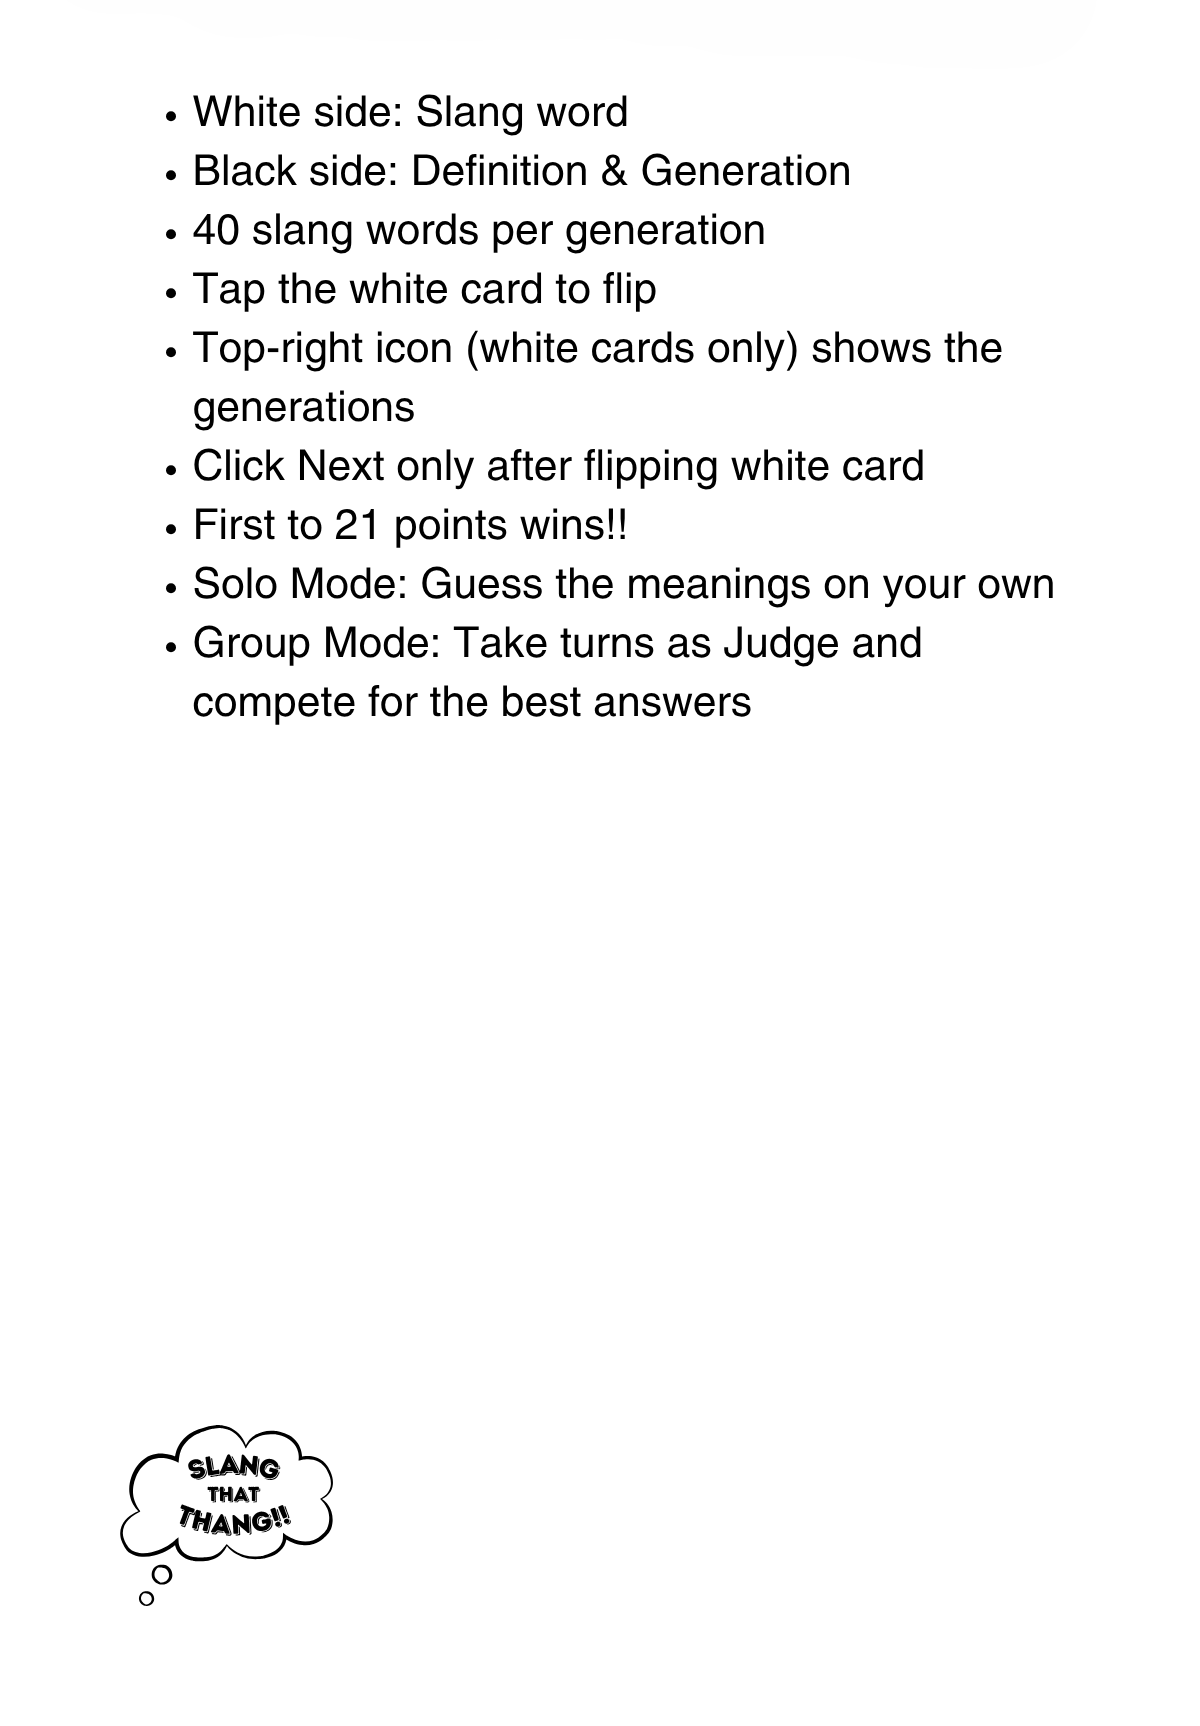 • White side: Slang word
• Black side: Definition & Generation
• 40 slang words per generation
• Tap the white card to flip
• Top-right icon (white cards only) shows the
generations
• Click Next only after flipping white card
• First to 21 points wins!!
• Solo Mode: Guess the meanings on your own
• Group Mode: Take turns as Judge and
compete for the best answers
SLANG
THAT
THANG!!